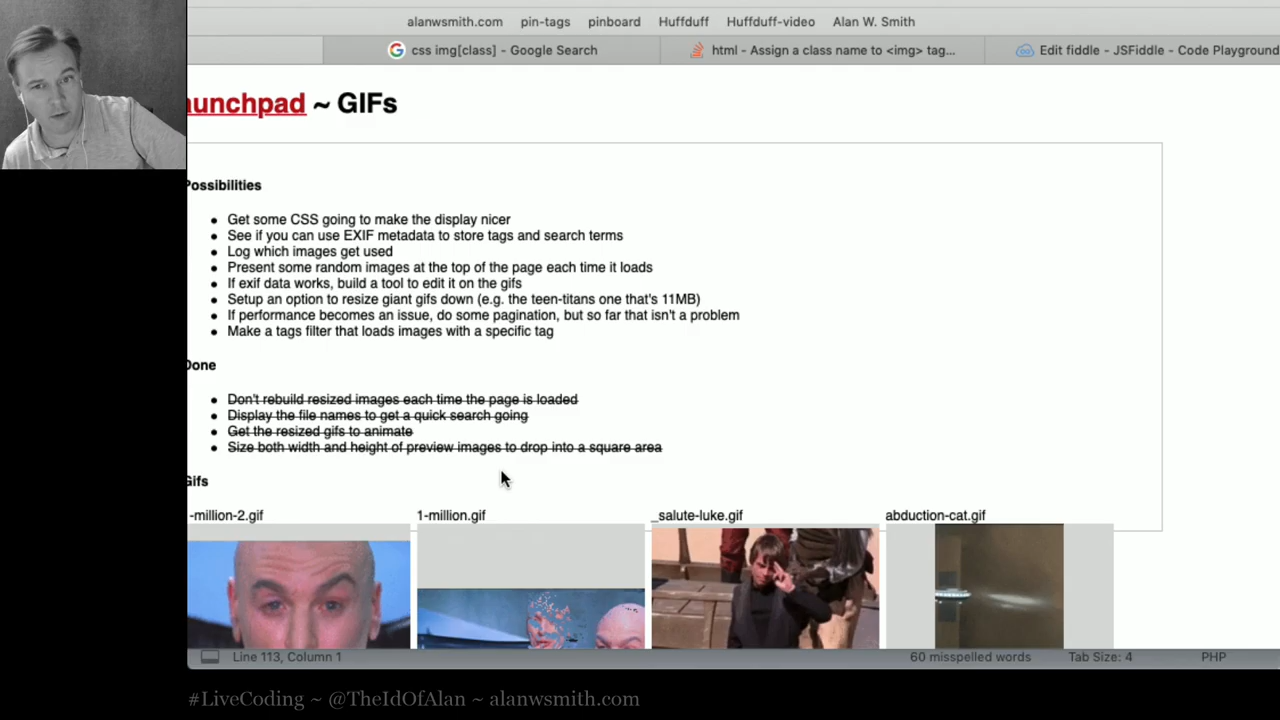 alanwsmith.com pin-tags pinboard Huffduff Huffduff-video Alan W. Smith
css img[class] - Google Search html - Assign a class name to <img> tag... Edit fiddle - JSFiddle - Code Playground
aunchpad ~ GIFs
Possibilities
• Get some CSS going to make the display nicer
• See if you can use EXIF metadata to store tags and search terms
• Log which images get used
• Present some random images at the top of the page each time it loads
• If exif data works, build a tool to edit it on the gifs
• Setup an option to resize giant gifs down (e.g. the teen-titans one that's 11MB)
• If performance becomes an issue, do some pagination, but so far that isn't a problem
• Make a tags filter that loads images with a specific tag
Done
• Don't rebuild resized images each time the page is loaded
• Display the file names to get a quick search going
• Get the resized gifs to animate
• Size both width and height of preview images to drop into a square area
Gifs
-million-2.gif 1-million.gif _salute-luke.gif abduction-cat.gif
Line 113, Column 1 60 misspelled words Tab Size: 4 PHP
#LiveCoding ~ @TheIdOfAlan ~ alanwsmith.com